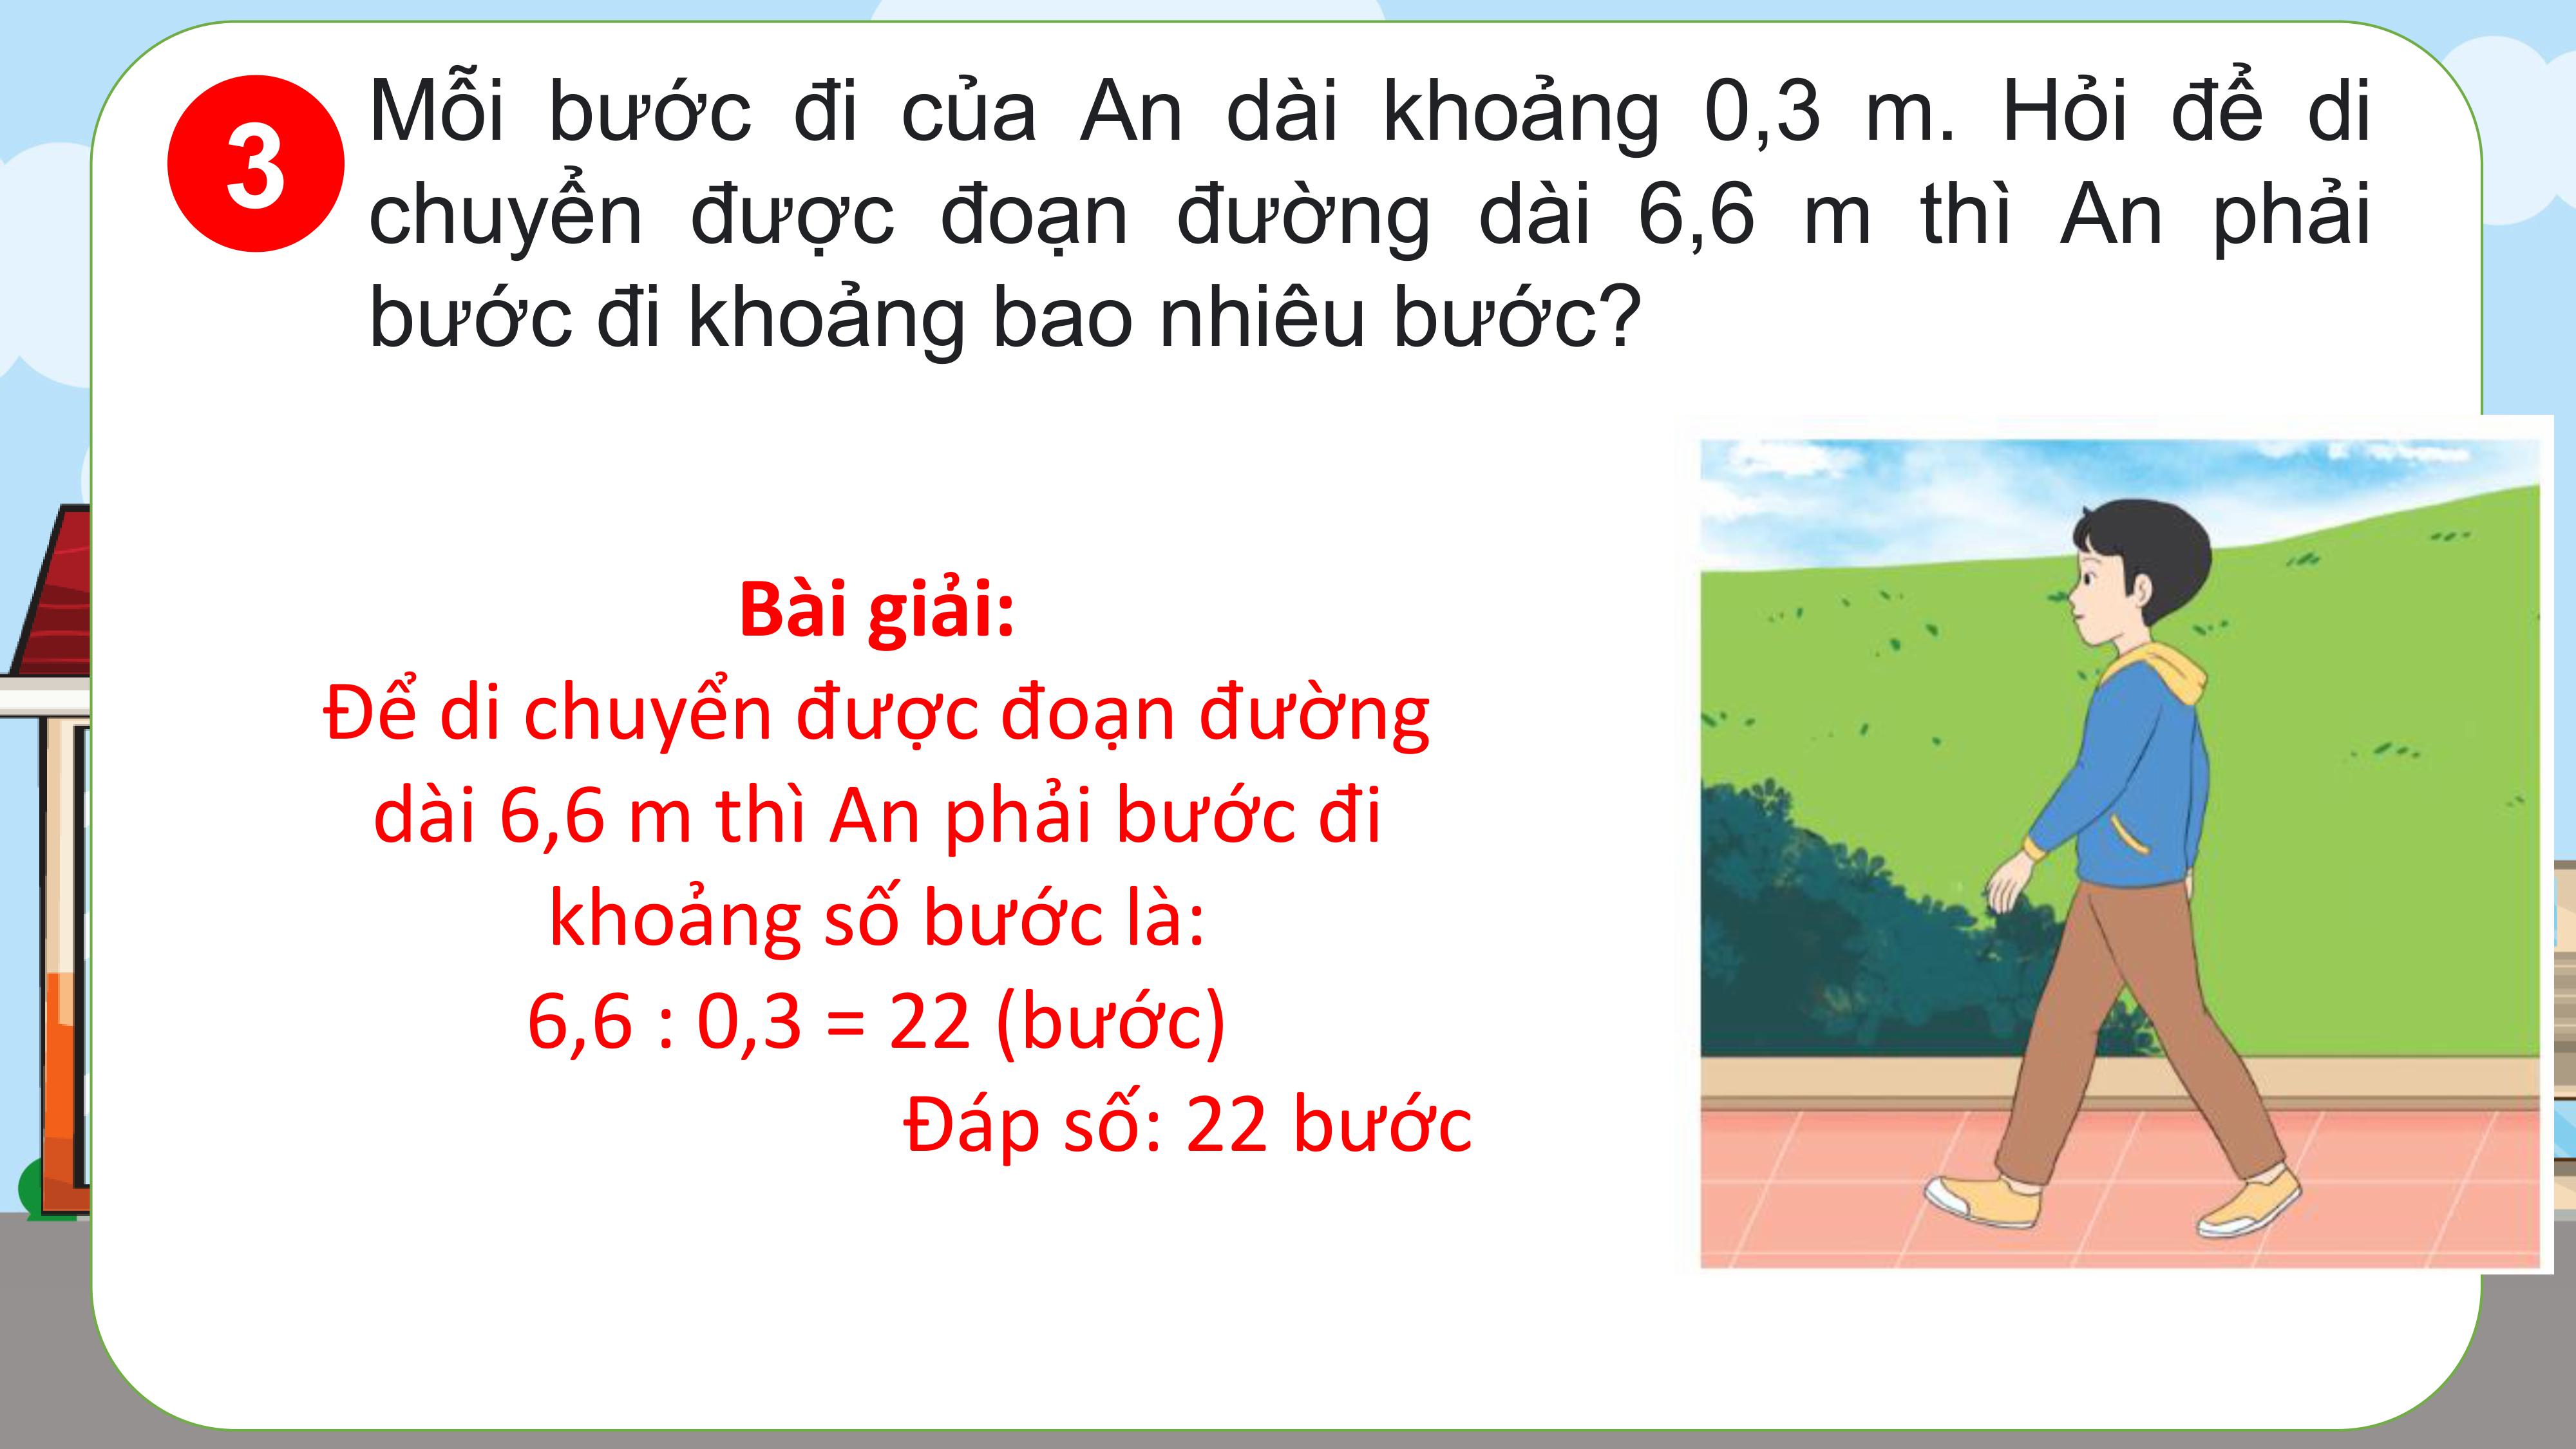 3
Mỗi bước đi của An dài khoảng 0,3 m. Hỏi để di
chuyển được đoạn đường dài 6,6 m thì An phải
bước đi khoảng bao nhiêu bước?
Bài giải:
Để di chuyển được đoạn đường
dài 6,6 m thì An phải bước đi
khoảng số bước là:
6,6 : 0,3 = 22 (bước)
Đáp số: 22 bước